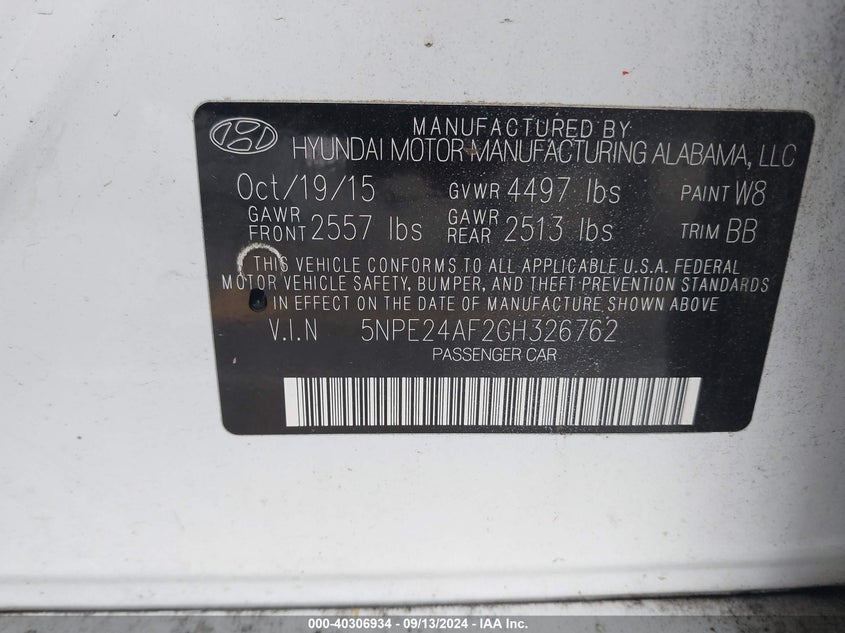 MANUFACTURED BY
HYUNDAI MOTOR MANUFACTURING ALABAMA, LLC
Oct/19/15 GVWR 4497 lbs PAINT W8
GAWR FRONT 2557 lbs GAWR REAR 2513 lbs TRIM BB
THIS VEHICLE CONFORMS TO ALL APPLICABLE U.S.A. FEDERAL
MOTOR VEHICLE SAFETY, BUMPER, AND THEFT PREVENTION STANDARDS
IN EFFECT ON THE DATE OF MANUFACTURE SHOWN ABOVE
V.I.N 5NPE24AF2GH326762
PASSENGER CAR
000-40306934 - 09/13/2024 - IAA Inc.